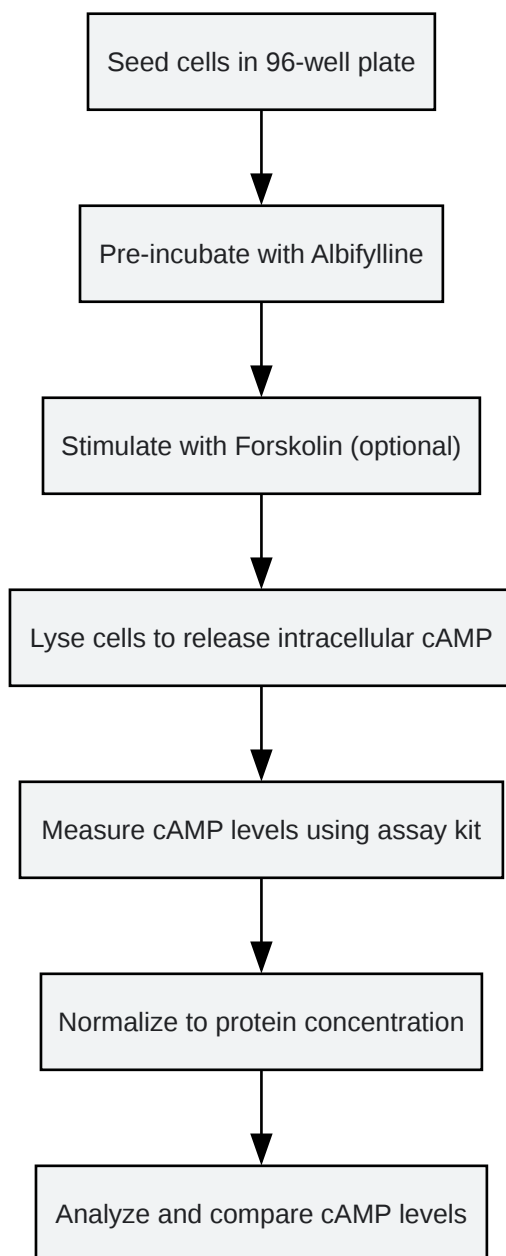 Seed cells in 96-well plate
Pre-incubate with Albifylline
Stimulate with Forskolin (optional)
Lyse cells to release intracellular cAMP
Measure cAMP levels using assay kit
Normalize to protein concentration
Analyze and compare cAMP levels